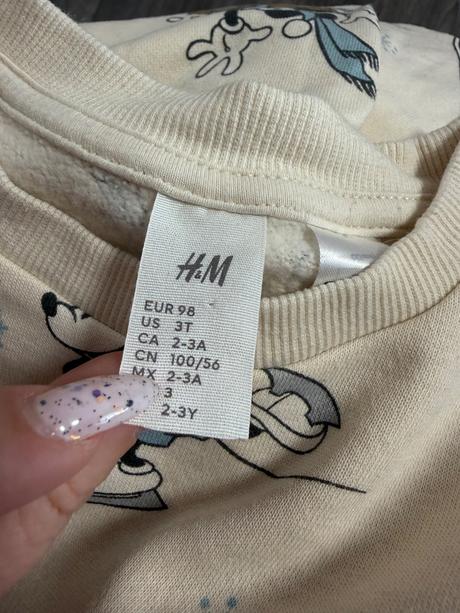 H&M
EUR 98
US 3T
CA 2-3A
CN 100/56
MX 2-3A
3
2-3Y